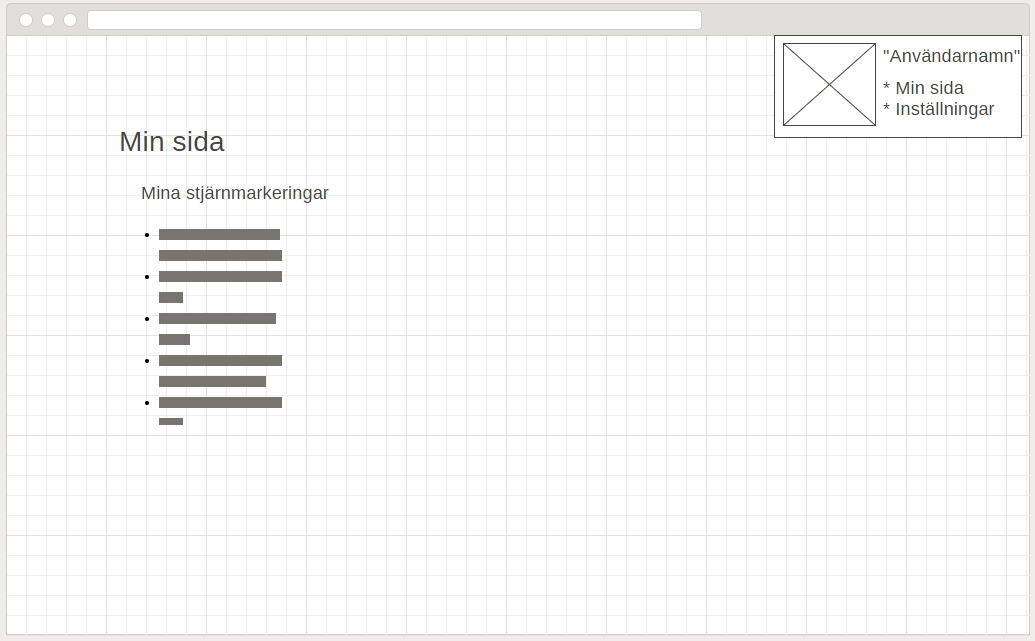 "Användarnamn"
* Min sida
* Inställningar
Min sida
Mina stjärnmarkeringar